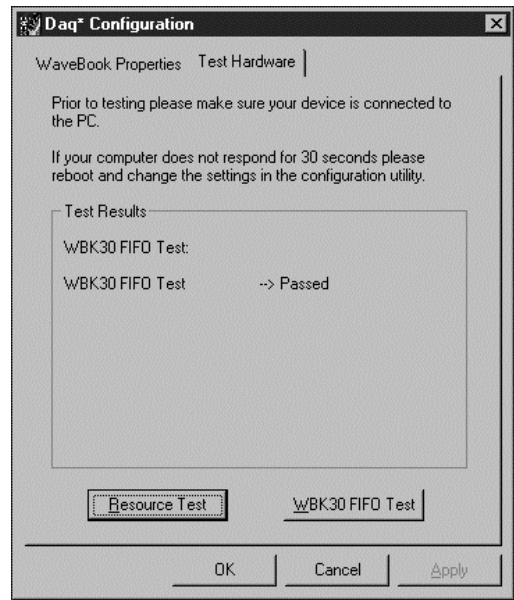 Daq* Configuration
WaveBook Properties Test Hardware
Prior to testing please make sure your device is connected to
the PC.
If your computer does not respond for 30 seconds please
reboot and change the settings in the configuration utility.
Test Results
WBK30 FIFO Test:
WBK30 FIFO Test --> Passed
Resource Test WBK30 FIFO Test
OK Cancel Apply